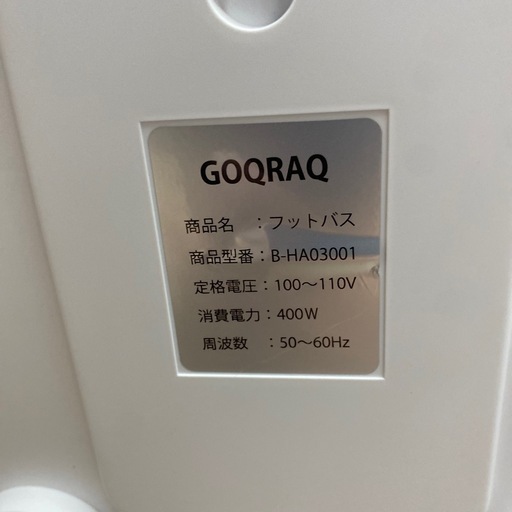 GOQRAQ
商品名　：フットバス
商品型番：B-HA03001
定格電圧：100～110V
消費電力：400W
周波数　：50～60Hz